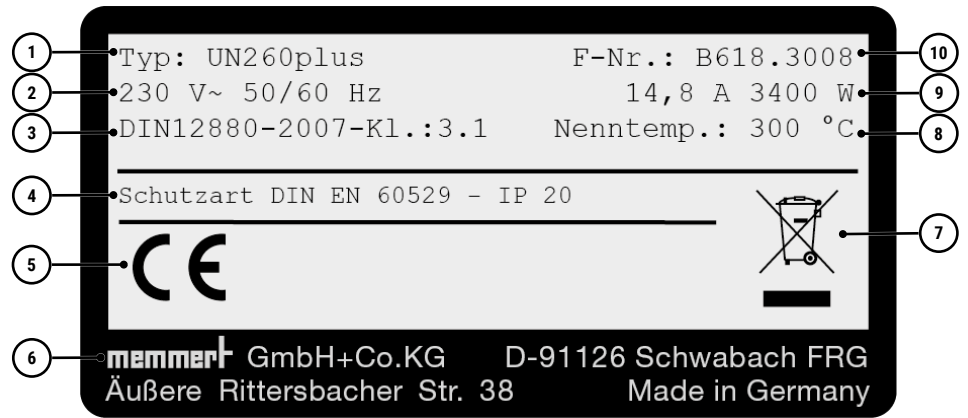 1 Typ: UN260plus F-Nr.: B618.3008 10
2 230 V~ 50/60 Hz 14,8 A 3400 W 9
3 DIN12880-2007-Kl.:3.1 Nenntemp.: 300 °C 8
4 Schutzart DIN EN 60529 - IP 20
7
5 CE
6 memmert GmbH+Co.KG D-91126 Schwabach FRG
Äußere Rittersbacher Str. 38 Made in Germany